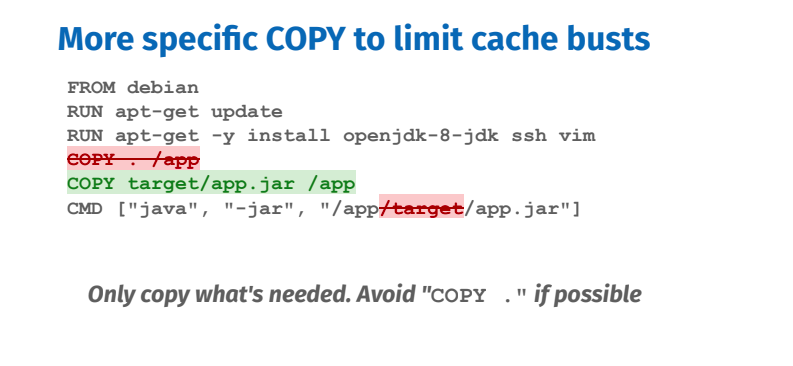 More specific COPY to limit cache busts
FROM debian
RUN apt-get update
RUN apt-get -y install openjdk-8-jdk ssh vim
COPY . /app
COPY target/app.jar /app
CMD ["java", "-jar", "/app/target/app.jar"]
Only copy what's needed. Avoid "COPY ." if possible